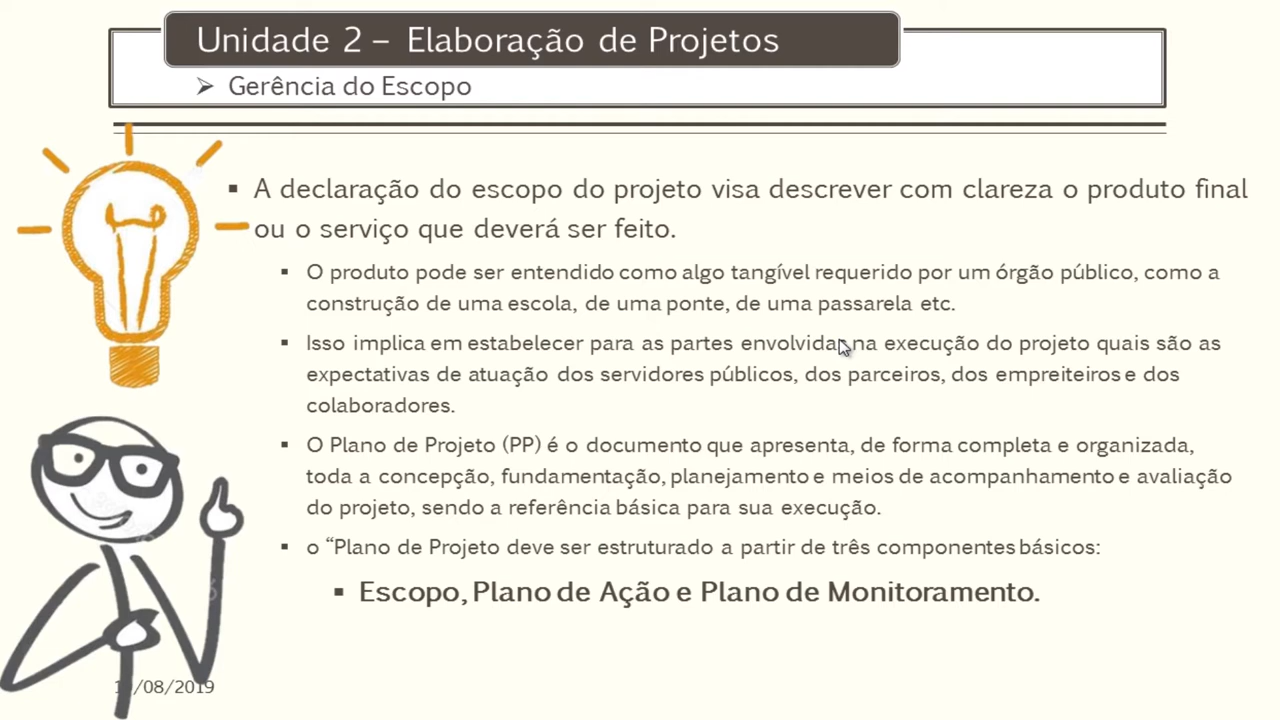 Unidade 2 – Elaboração de Projetos
➢ Gerência do Escopo
▪ A declaração do escopo do projeto visa descrever com clareza o produto final
ou o serviço que deverá ser feito.
▪ O produto pode ser entendido como algo tangível requerido por um órgão público, como a
construção de uma escola, de uma ponte, de uma passarela etc.
▪ Isso implica em estabelecer para as partes envolvidas na execução do projeto quais são as
expectativas de atuação dos servidores públicos, dos parceiros, dos empreiteiros e dos
colaboradores.
▪ O Plano de Projeto (PP) é o documento que apresenta, de forma completa e organizada,
toda a concepção, fundamentação, planejamento e meios de acompanhamento e avaliação
do projeto, sendo a referência básica para sua execução.
▪ o “Plano de Projeto deve ser estruturado a partir de três componentes básicos:
▪ Escopo, Plano de Ação e Plano de Monitoramento.
/08/2019